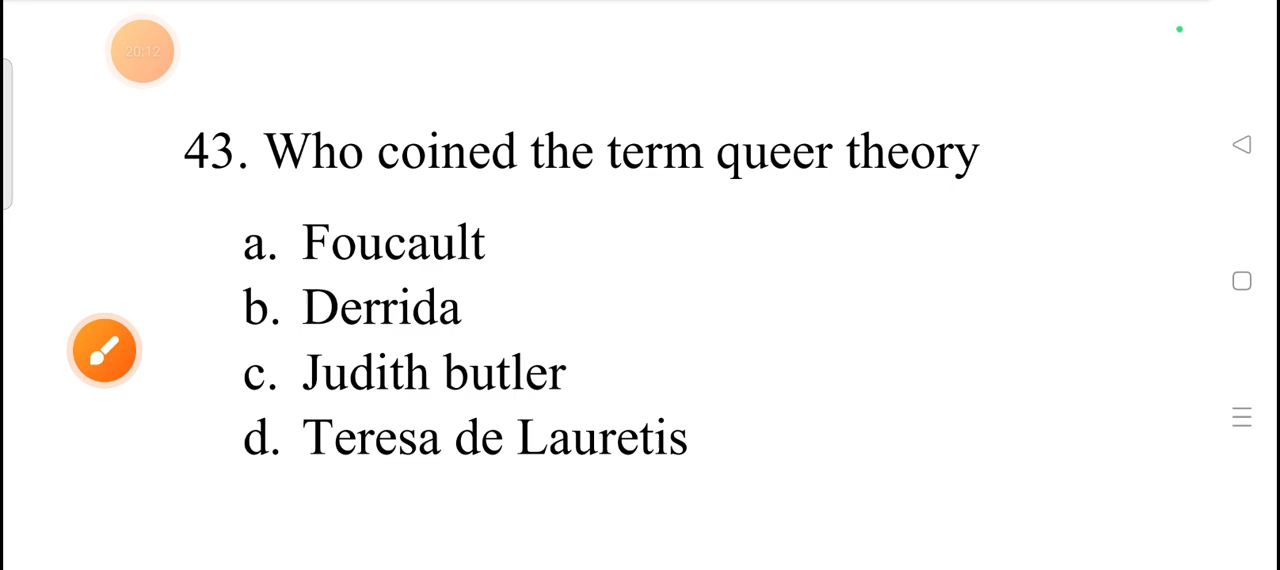 20:12
43. Who coined the term queer theory
a. Foucault
b. Derrida
c. Judith butler
d. Teresa de Lauretis